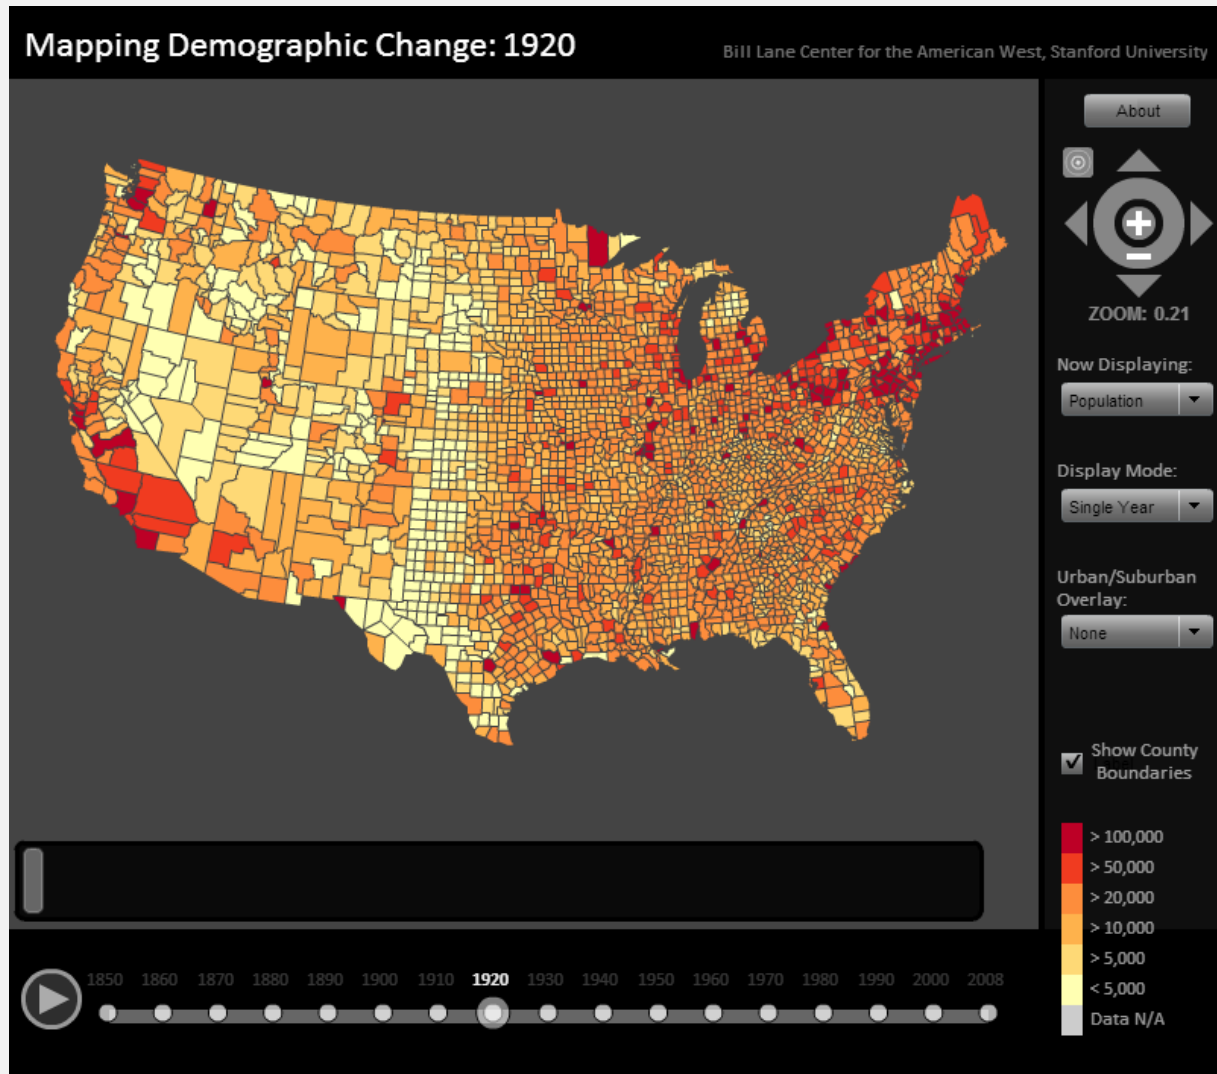 Mapping Demographic Change: 1920
Bill Lane Center for the American West, Stanford University
About
ZOOM: 0.21
Now Displaying:
Population
Display Mode:
Single Year
Urban/Suburban
Overlay:
None
Show County
Boundaries
> 100,000
> 50,000
> 20,000
> 10,000
> 5,000
< 5,000
Data N/A
1850 1860 1870 1880 1890 1900 1910 1920 1930 1940 1950 1960 1970 1980 1990 2000 2008